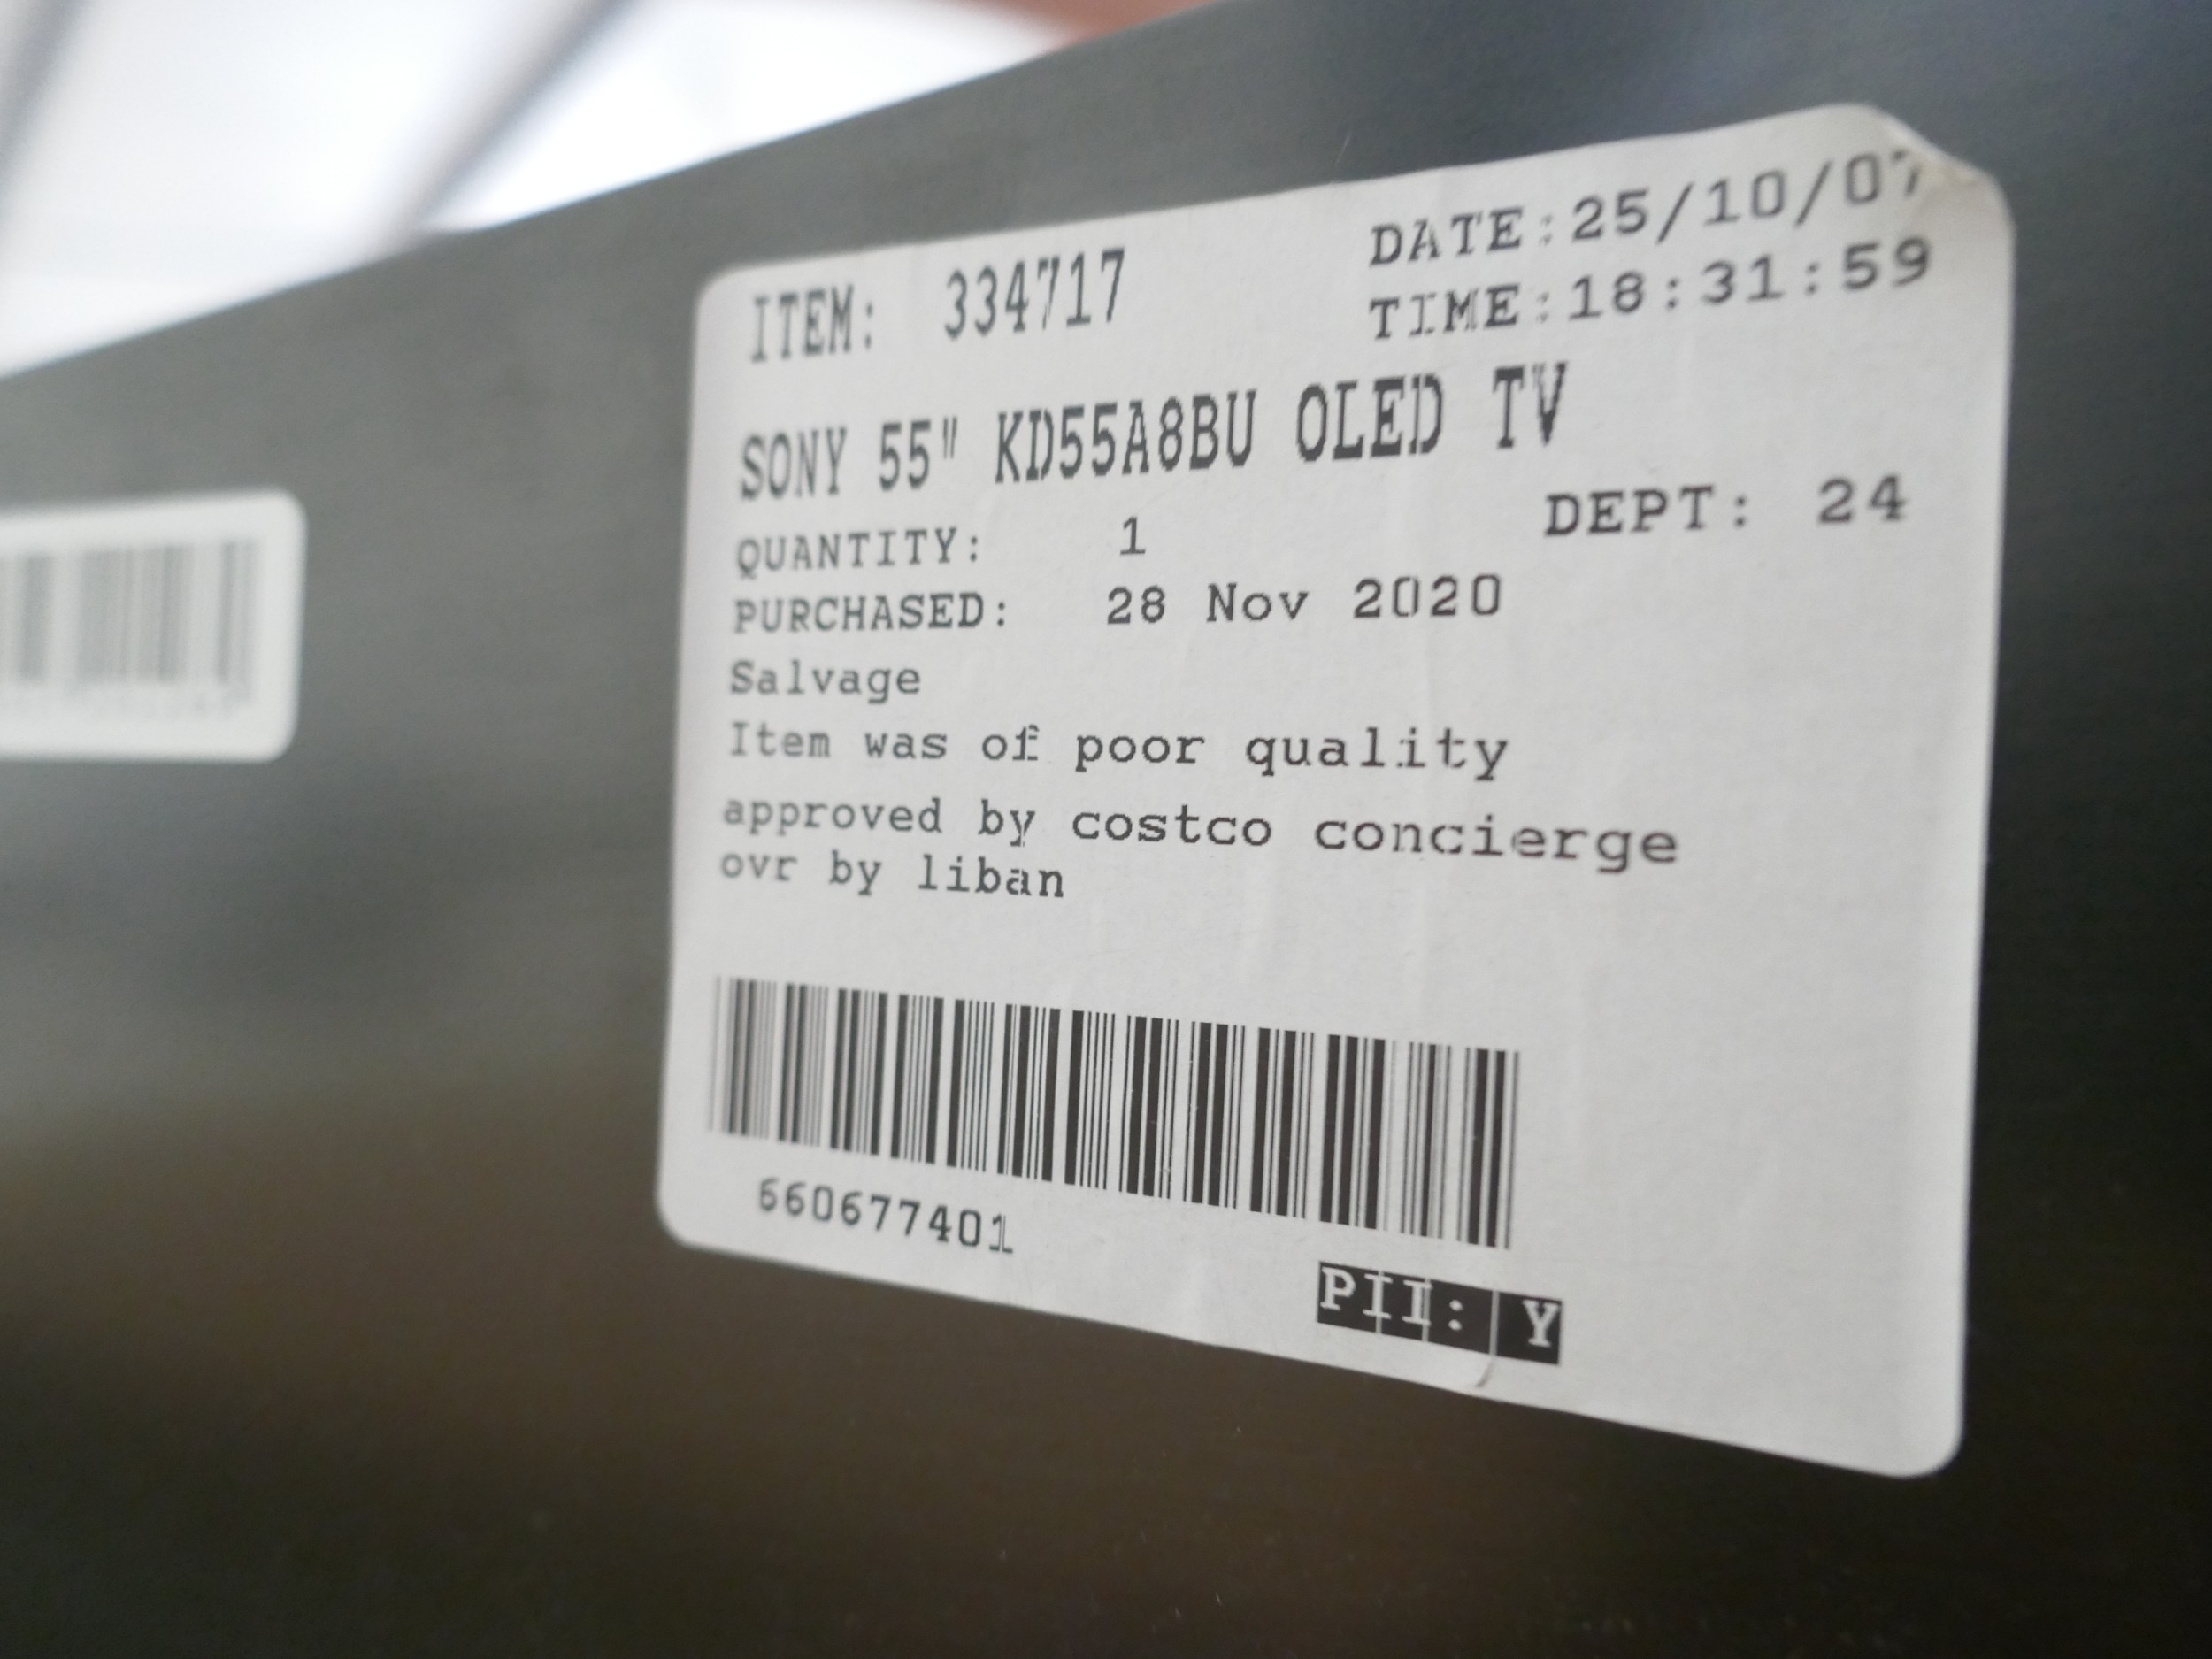 ITEM: 334717
DATE:25/10/07
TIME:18:31:59
SONY 55" KD55A8BU OLED TV
DEPT: 24
QUANTITY: 1
PURCHASED: 28 Nov 2020
Salvage
Item was of poor quality
approved by costco concierge
ovr by liban
660677401
PII: Y